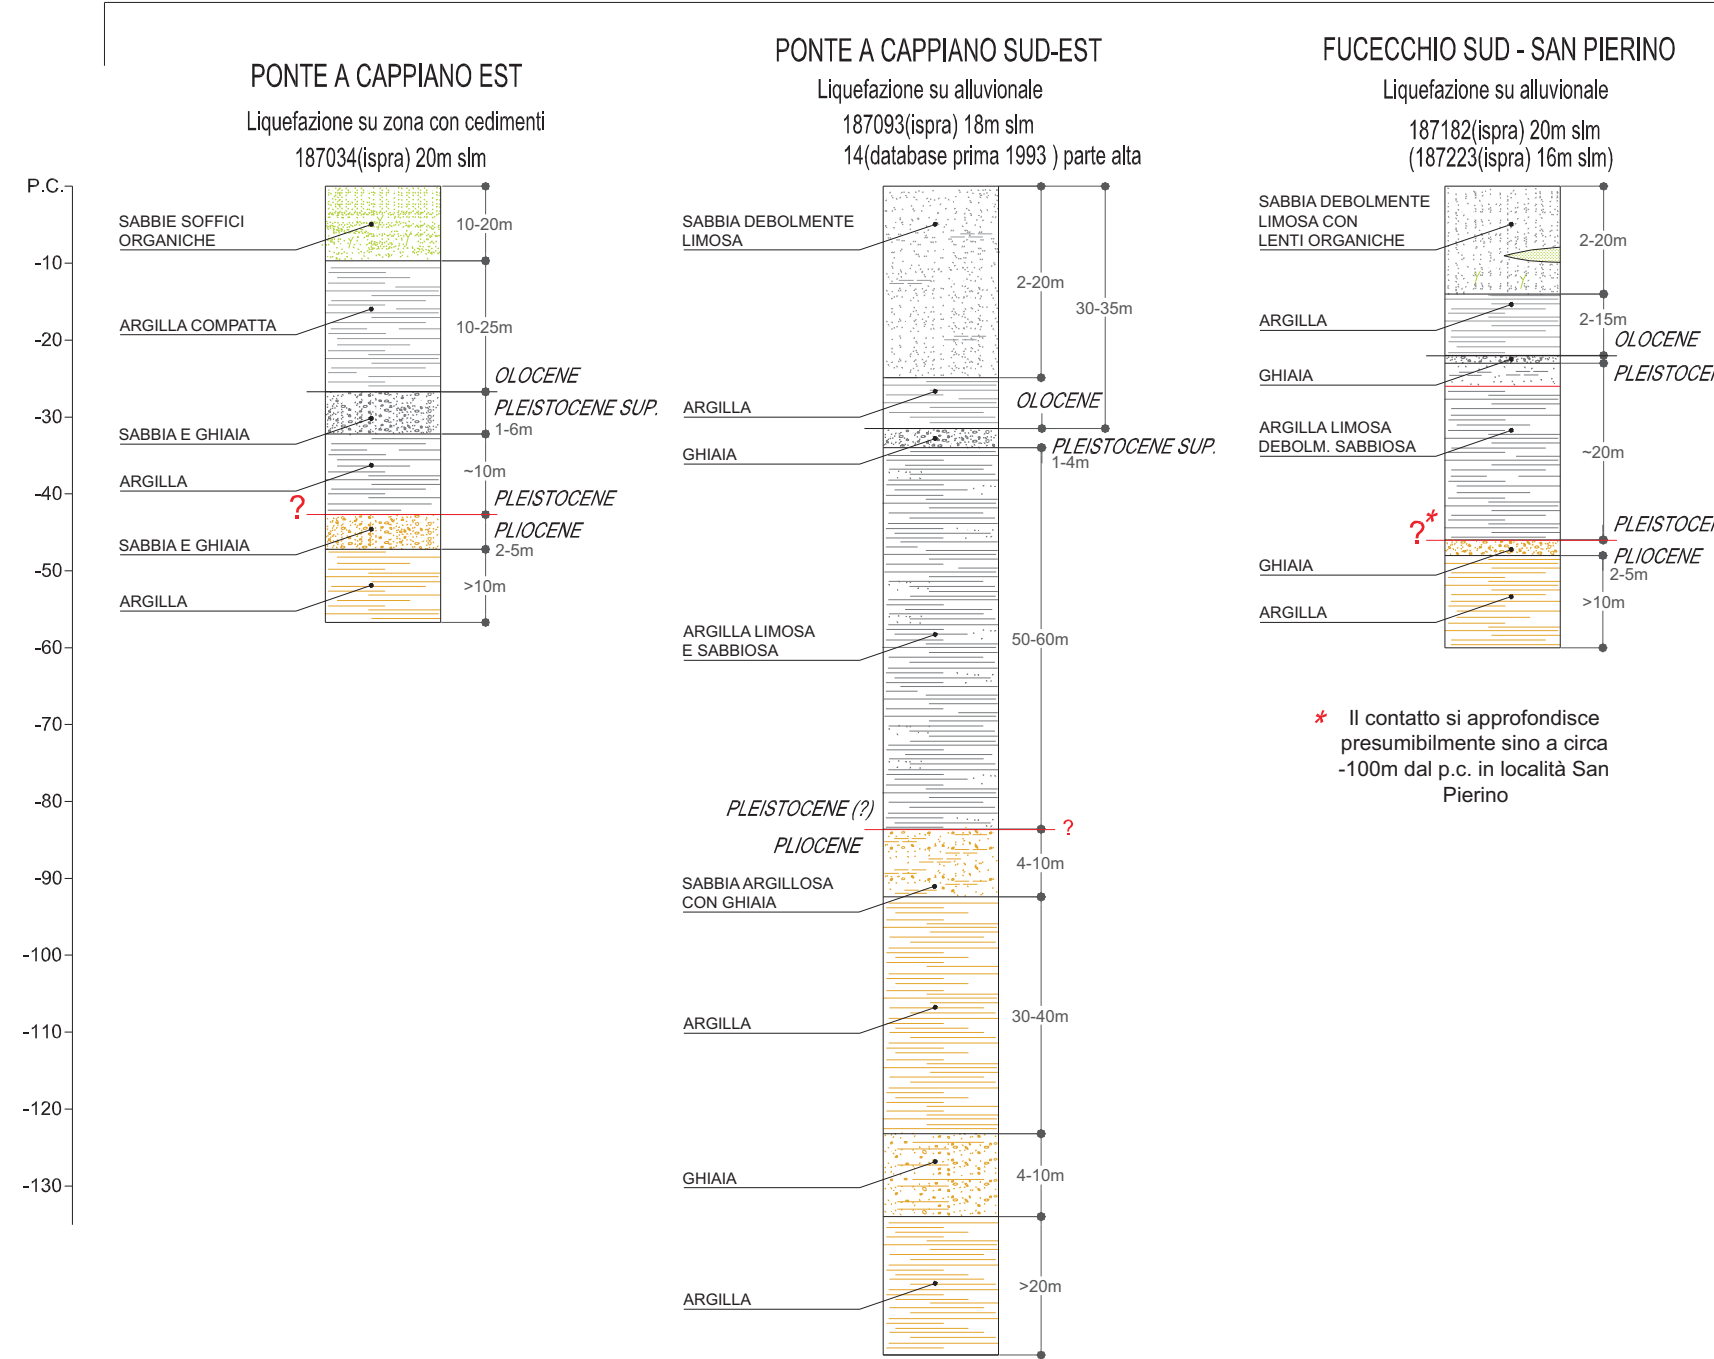 PONTE A CAPPIANO EST
Liquefazione su zona con cedimenti
187034(ispra) 20m slm
PONTE A CAPPIANO SUD-EST
Liquefazione su alluvionale
187093(ispra) 18m slm
14(database prima 1993 ) parte alta
FUCECCHIO SUD - SAN PIERINO
Liquefazione su alluvionale
187182(ispra) 20m slm
(187223(ispra) 16m slm)
P.C.
-10
-20
-30
-40
-50
-60
-70
-80
-90
-100
-110
-120
-130
SABBIE SOFFICI
ORGANICHE
10-20m
ARGILLA COMPATTA
10-25m
OLOCENE
PLEISTOCENE SUP.
SABBIA E GHIAIA
1-6m
ARGILLA
~10m
?
PLEISTOCENE
PLIOCENE
SABBIA E GHIAIA
2-5m
ARGILLA
>10m
SABBIA DEBOLMENTE
LIMOSA
2-20m
30-35m
ARGILLA
OLOCENE
PLEISTOCENE SUP.
GHIAIA
1-4m
ARGILLA LIMOSA
E SABBIOSA
50-60m
PLEISTOCENE (?)
?
PLIOCENE
4-10m
SABBIA ARGILLOSA
CON GHIAIA
ARGILLA
30-40m
GHIAIA
4-10m
ARGILLA
>20m
SABBIA DEBOLMENTE
LIMOSA CON
LENTI ORGANICHE
2-20m
ARGILLA
2-15m
OLOCENE
PLEISTOCEN
GHIAIA
ARGILLA LIMOSA
DEBOLM. SABBIOSA
~20m
?*
PLEISTOCEN
PLIOCENE
GHIAIA
2-5m
ARGILLA
>10m
* Il contatto si approfondisce
presumibilmente sino a circa
-100m dal p.c. in località San
Pierino